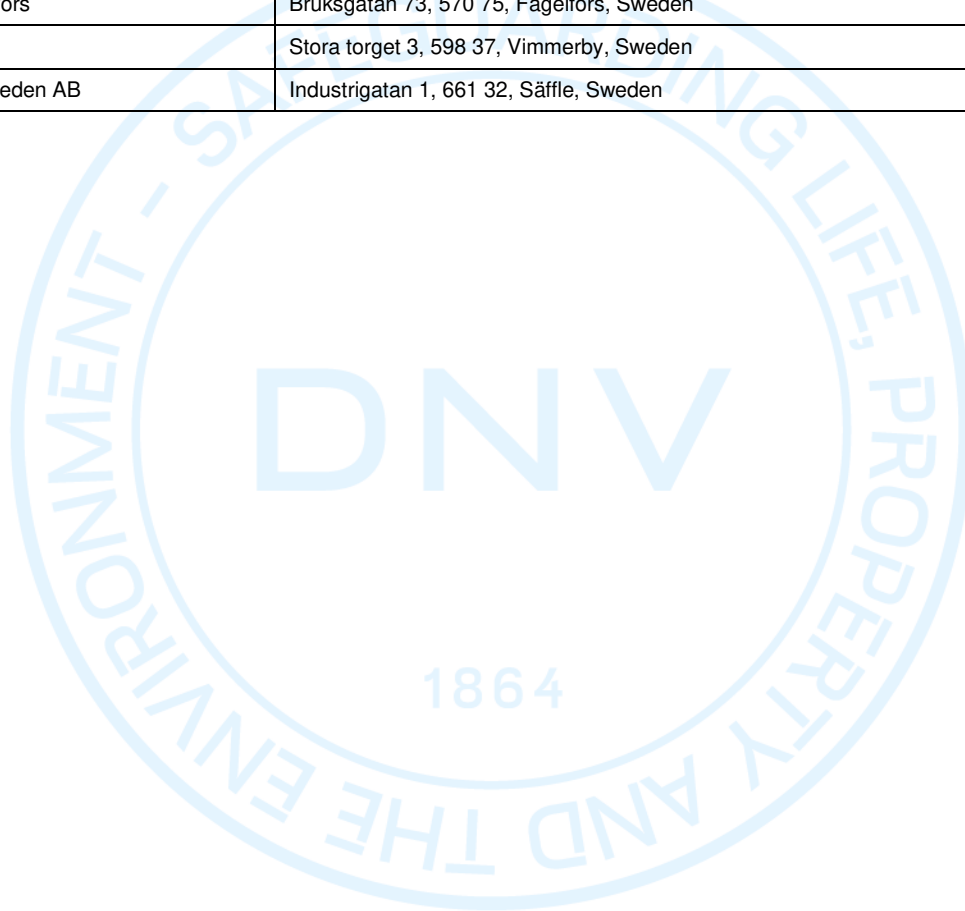 ors Bruksgatan 73, 570 75, Fågelfors, Sweden
Stora torget 3, 598 37, Vimmerby, Sweden
eden AB Industrigatan 1, 661 32, Säffle, Sweden
SAFEGUARDING LIFE, PROPERTY AND THE ENVIRONMENT -
DNV
1864